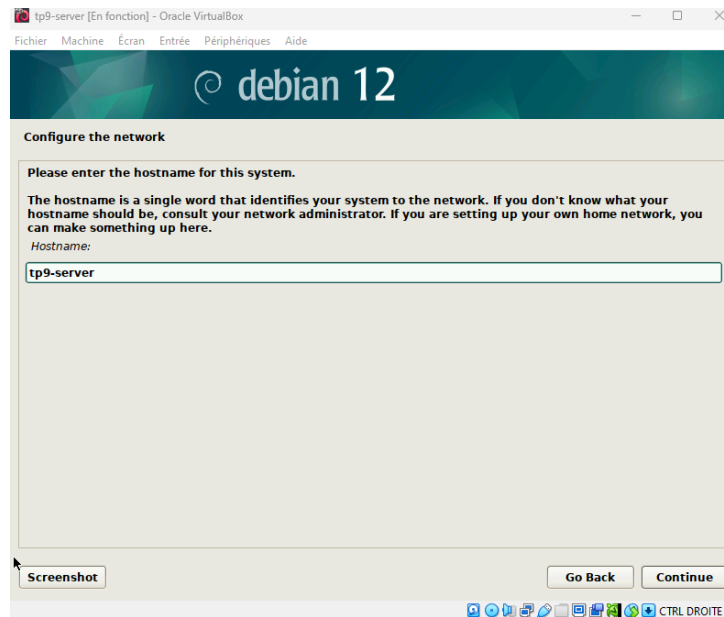 tp9-server [En fonction] - Oracle VirtualBox
Fichier Machine Écran Entrée Périphériques Aide
debian 12
Configure the network
Please enter the hostname for this system.
The hostname is a single word that identifies your system to the network. If you don't know what your
hostname should be, consult your network administrator. If you are setting up your own home network, you
can make something up here.
Hostname:
tp9-server
Screenshot
Go Back
Continue
CTRL DROITE